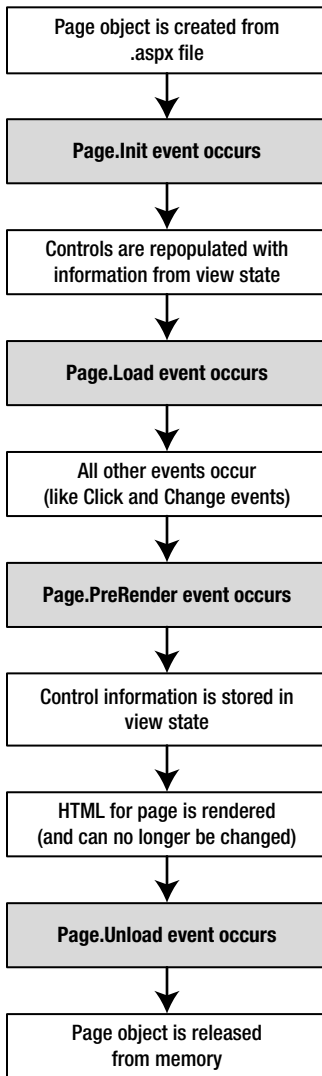 Page object is created from
.aspx file
Page.Init event occurs
Controls are repopulated with
information from view state
Page.Load event occurs
All other events occur
(like Click and Change events)
Page.PreRender event occurs
Control information is stored in
view state
HTML for page is rendered
(and can no longer be changed)
Page.Unload event occurs
Page object is released
from memory